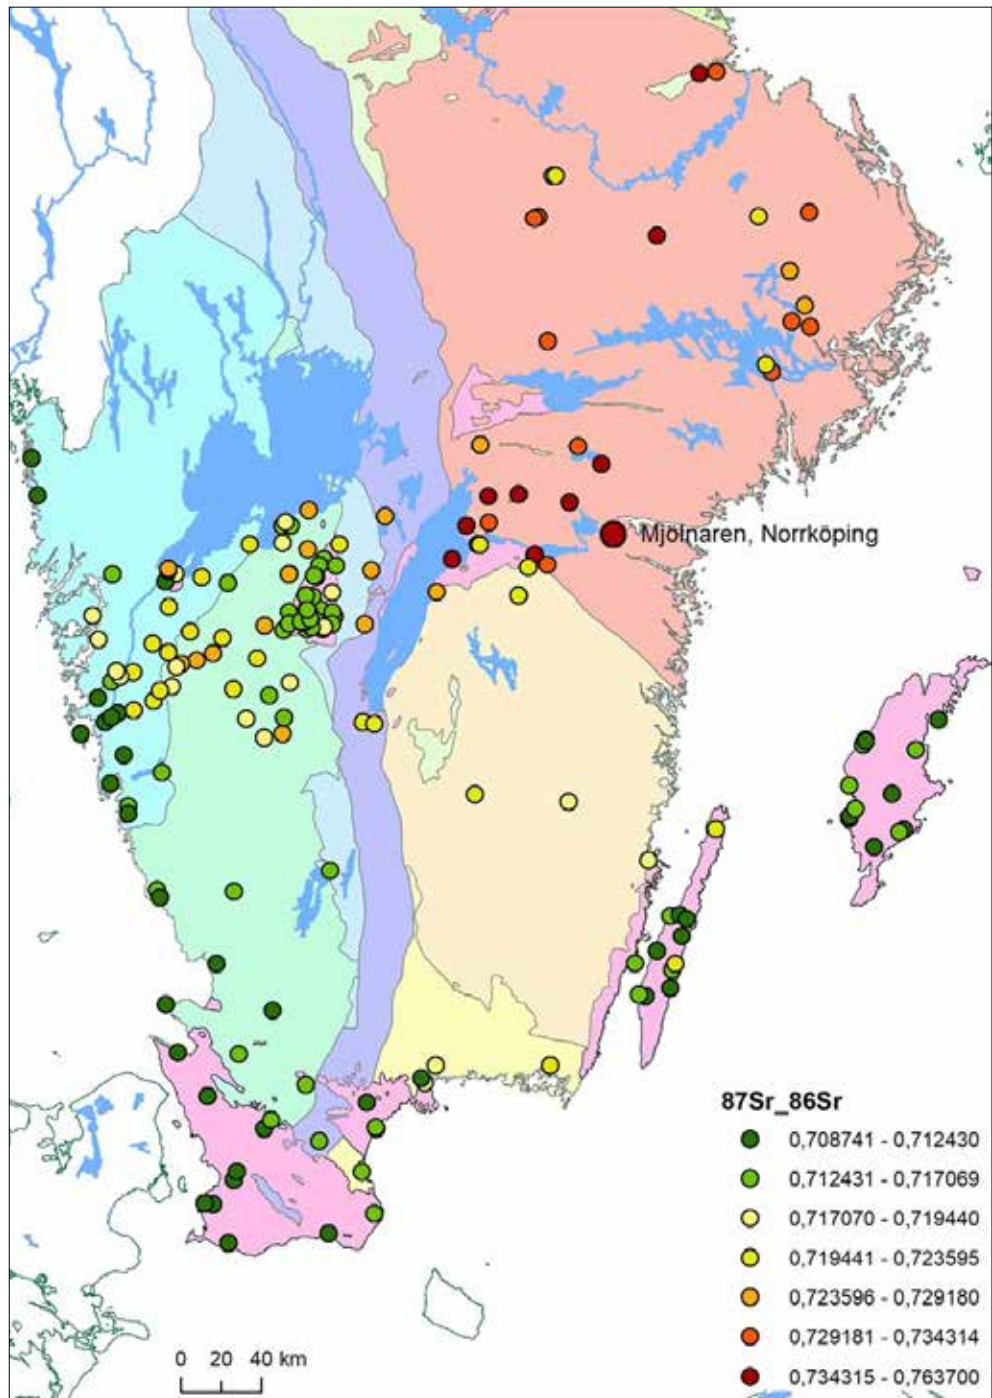 Mjölnaren, Norrköping
87Sr_86Sr
0,708741 - 0,712430
0,712431 - 0,717069
0,717070 - 0,719440
0,719441 - 0,723595
0,723596 - 0,729180
0,729181 - 0,734314
0,734315 - 0,763700
0 20 40 km